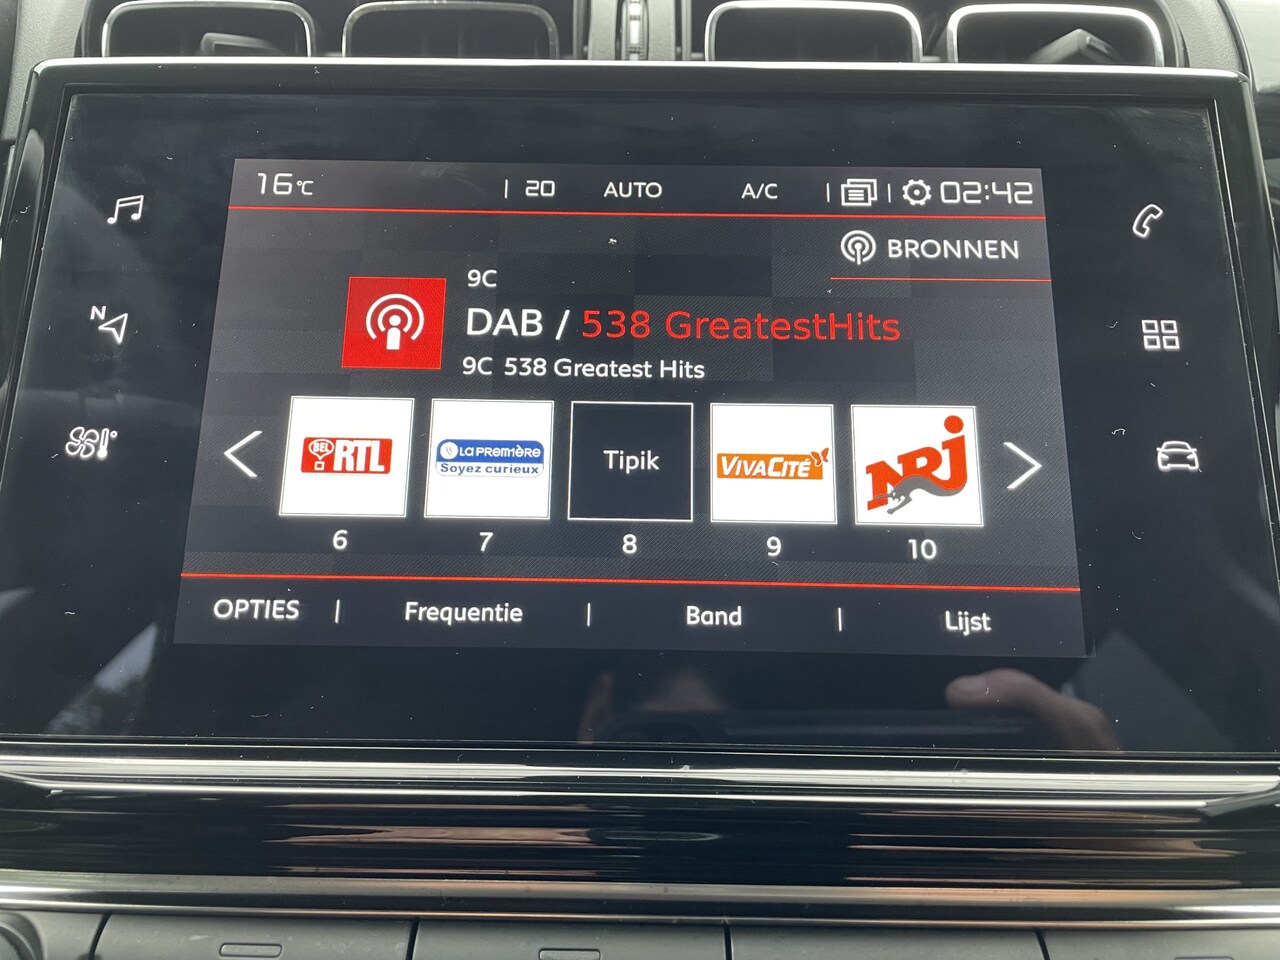 16°C | 20 AUTO A/C | | 02:42
BRONNEN
9C
DAB / 538 GreatestHits
9C 538 Greatest Hits
N
BEL RTL
LA PREMIÈRE
Soyez curieux
Tipik
VIVACITÉ
NRJ
6 7 8 9 10
OPTIES | Frequentie | Band | Lijst